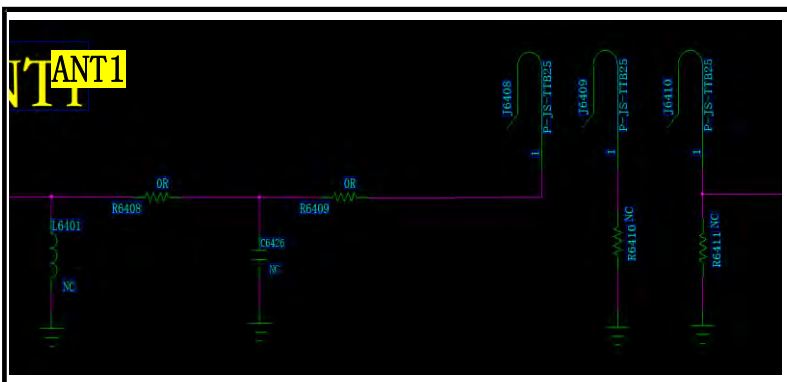 ANT1
J6408
P-JS-TTB25
1
J6409
P-JS-TTB25
1
J6410
P-JS-TTB25
1
0R
R6408
0R
R6409
L6401
NC
C6426
NC
R6410 NC
R6411 NC